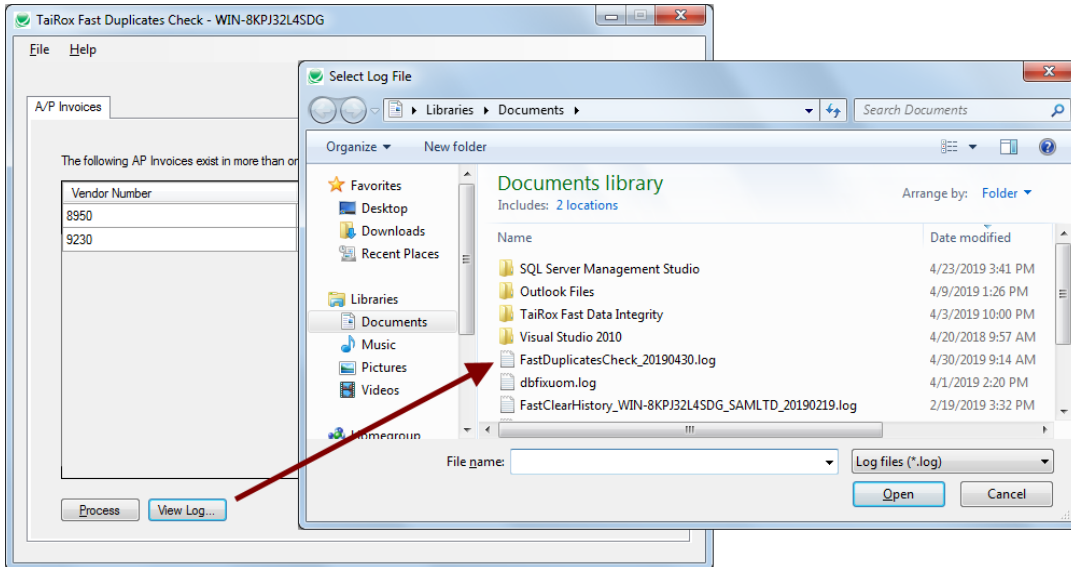 TaiRox Fast Duplicates Check - WIN-8KPJ32L4SDG
File Help
A/P Invoices
The following AP Invoices exist in more than
Vendor Number
8950
9230
Process View Log...
Select Log File
Libraries Documents
Search Documents
Organize New folder
Favorites
Desktop
Downloads
Recent Places
Libraries
Documents
Music
Pictures
Videos
Homegroup
Documents library
Includes: 2 locations
Arrange by: Folder
Name Date modified
SQL Server Management Studio 4/23/2019 3:41 PM
Outlook Files 4/9/2019 1:26 PM
TaiRox Fast Data Integrity 4/3/2019 10:00 PM
Visual Studio 2010 4/20/2018 9:57 AM
FastDuplicatesCheck_20190430.log 4/30/2019 9:14 AM
dbfixuom.log 4/1/2019 2:20 PM
FastClearHistory_WIN-8KPJ32L4SDG_SAMLTD_20190219.log 2/19/2019 3:32 PM
File name:
Log files (*.log)
Open Cancel